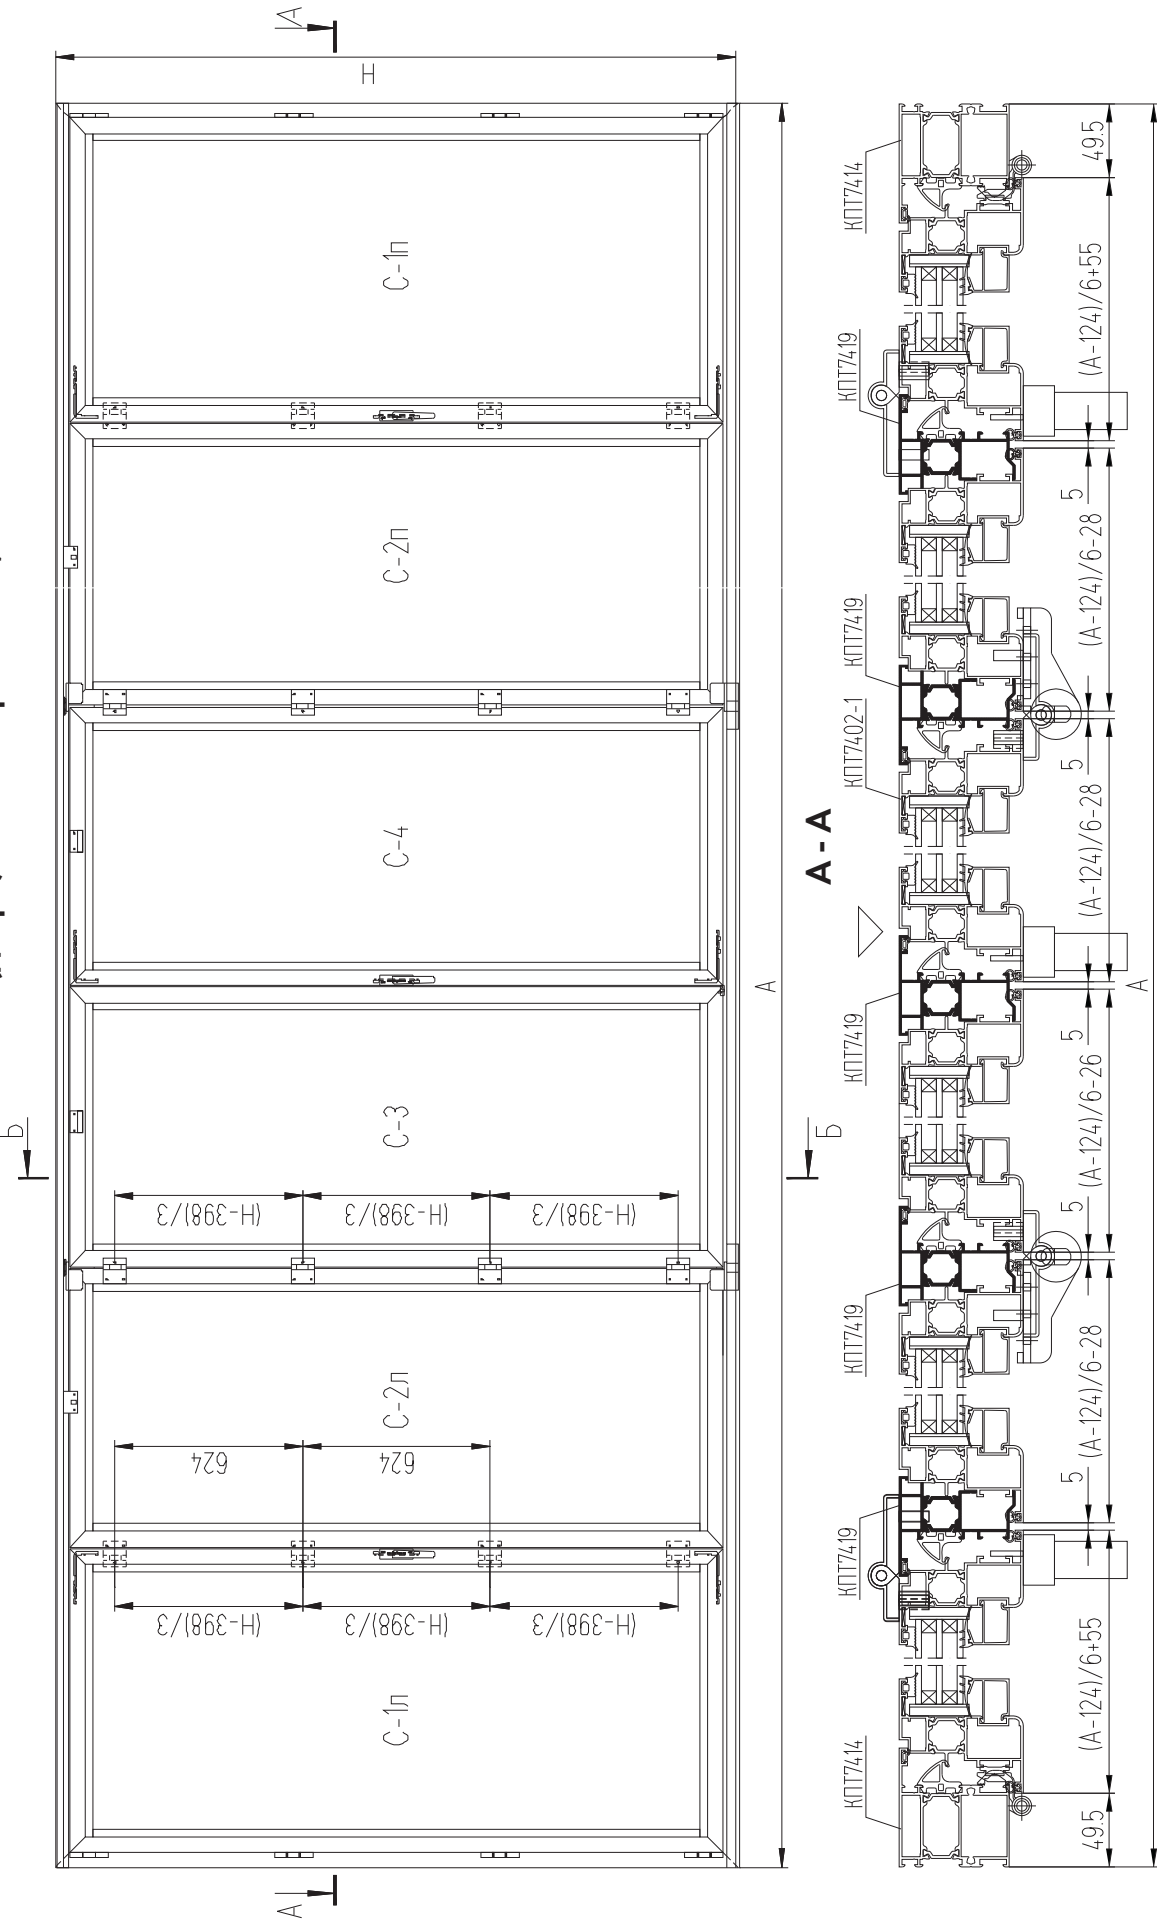 А
А
Н
С-1л
С-2л
С-3
С-4
С-2п
С-1п
(Н-398)/3
(Н-398)/3
(Н-398)/3
624
624
(Н-398)/3
(Н-398)/3
(Н-398)/3
Б
Б
А
А-А
КПТ7414
КПТ7419
КПТ7419
КПТ7419
КПТ7402-1
КПТ7419
КПТ7419
КПТ7414
49.5
(А-124)/6+55
5
(А-124)/6-28
5
(А-124)/6-26
5
(А-124)/6-28
5
(А-124)/6-28
5
(А-124)/6+55
49.5
А